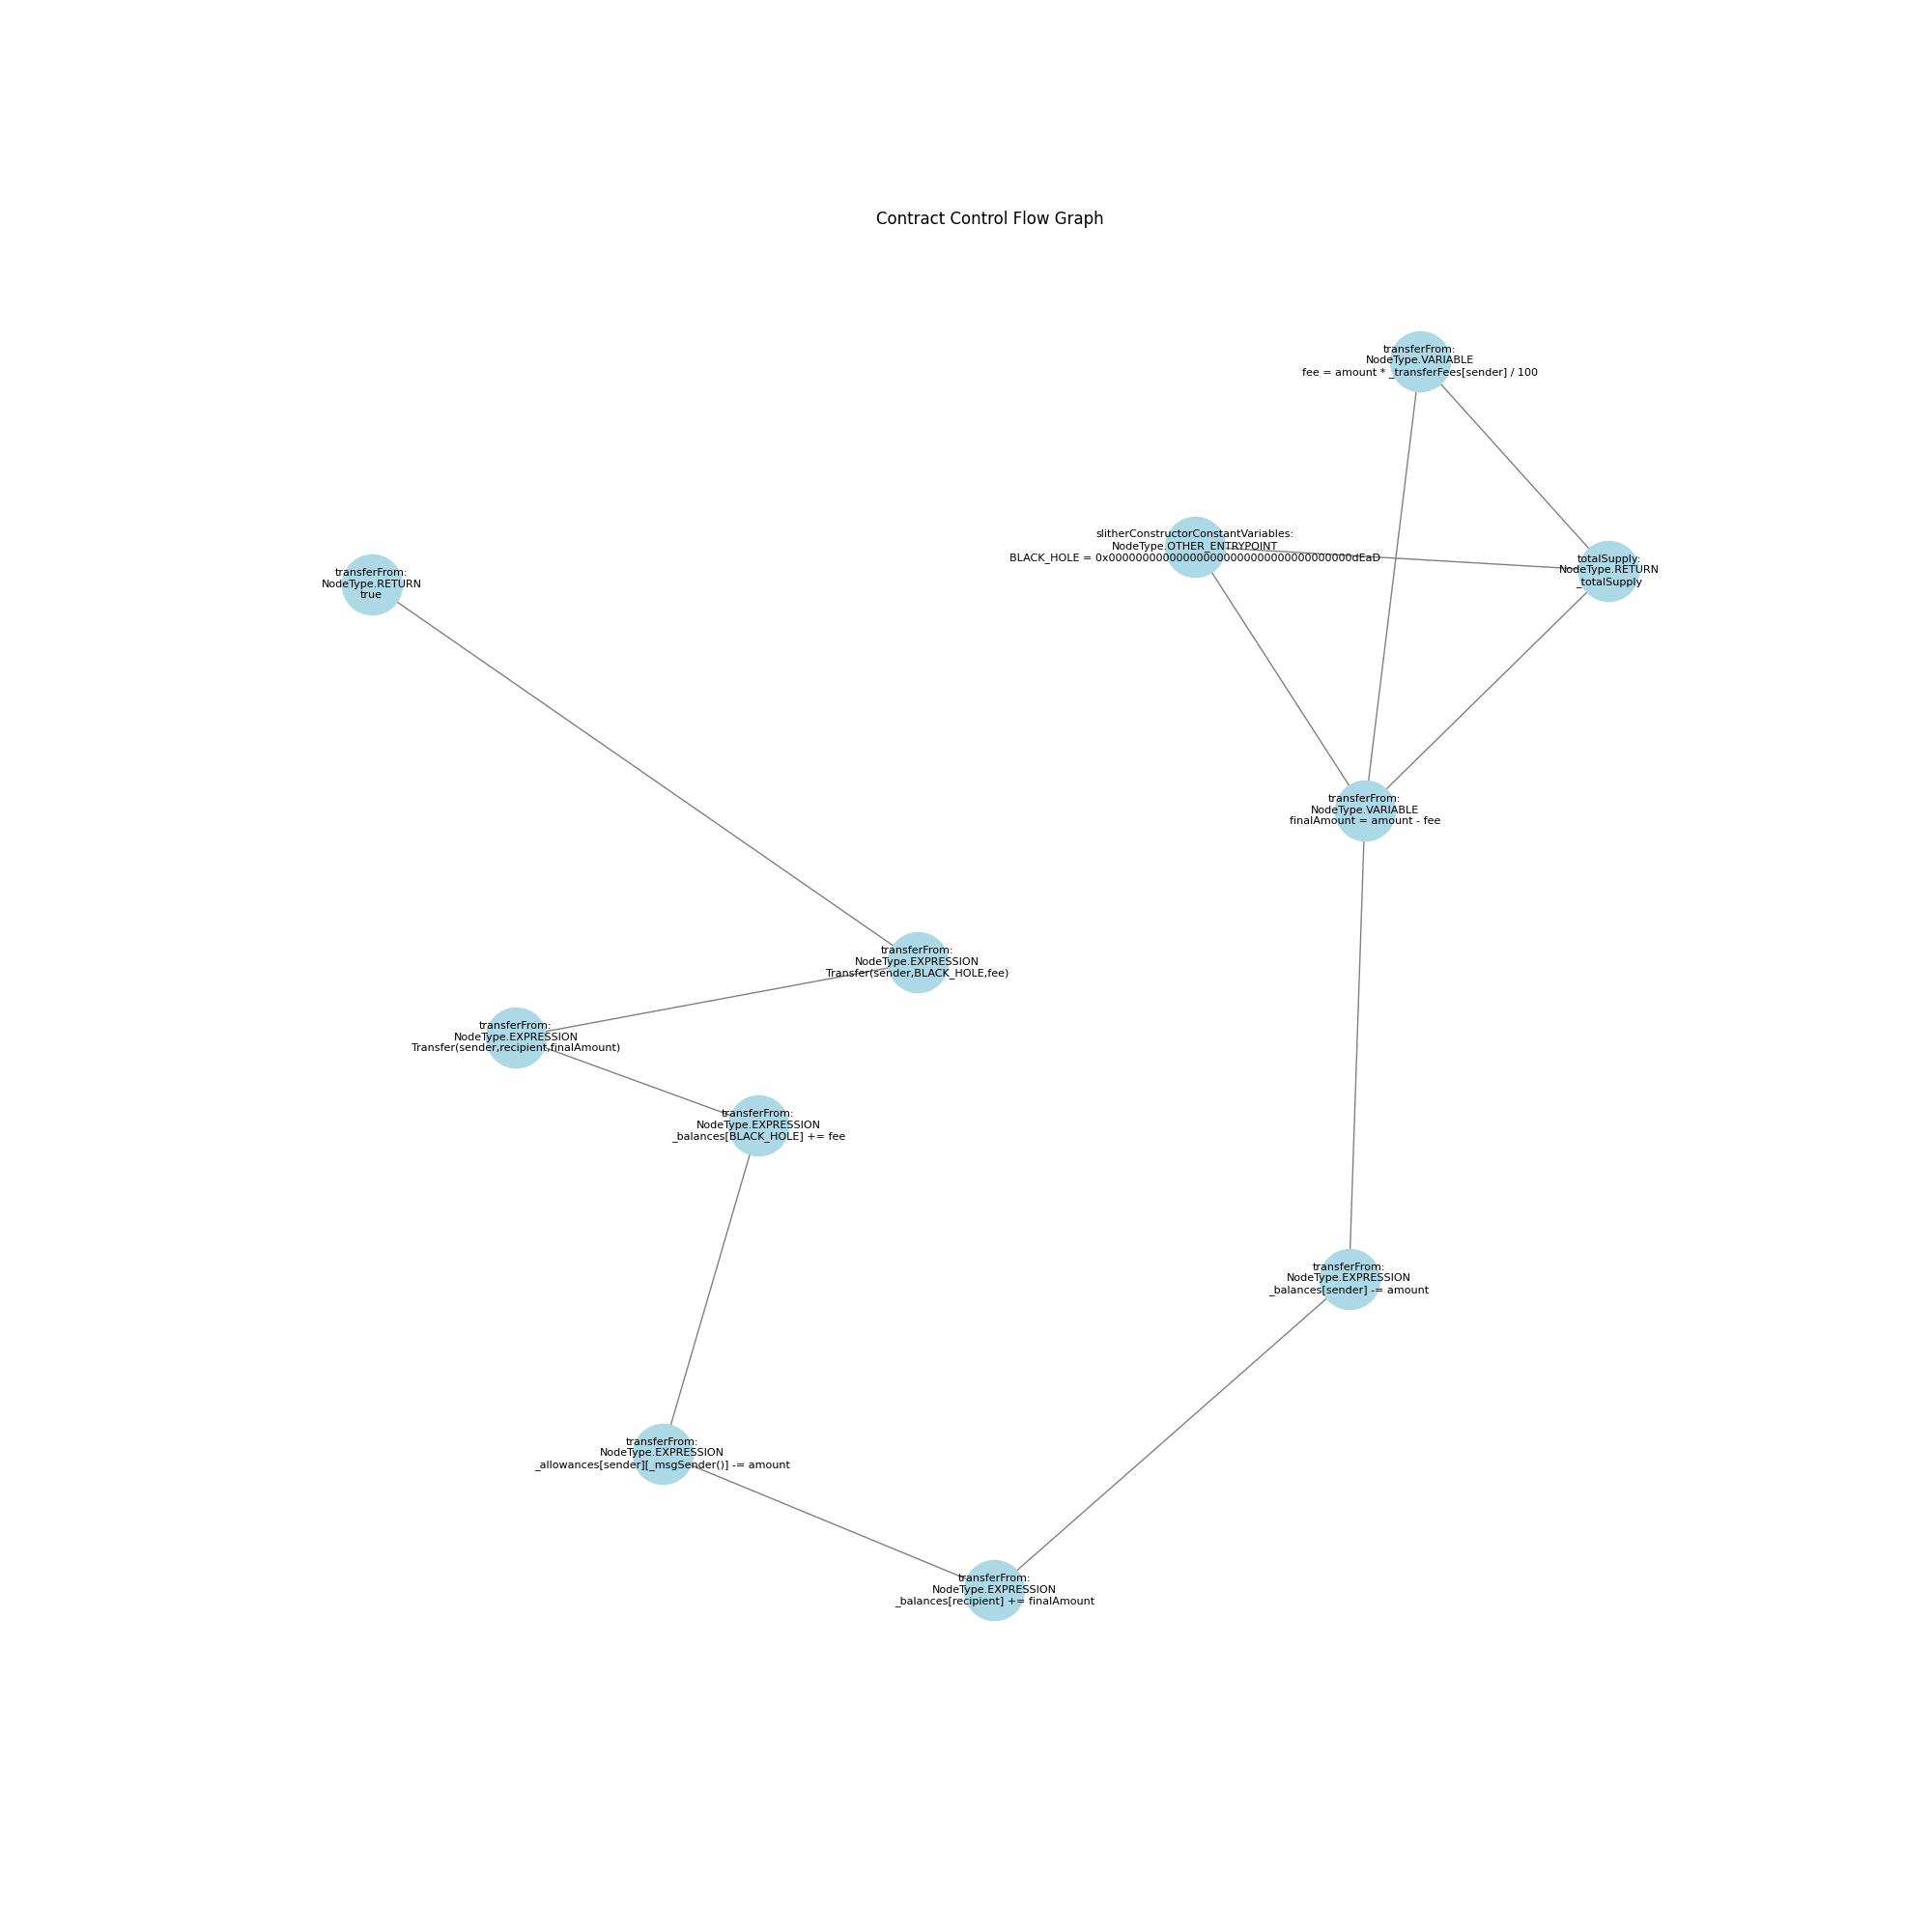 Contract Control Flow Graph
transferFrom:
NodeType.VARIABLE
fee = amount * _transferFees[sender] / 100
slitherConstructorConstantVariables:
NodeType.OTHER_ENTRYPOINT
BLACK_HOLE = 0x000000000000000000000000000000000000dEaD
totalSupply:
NodeType.RETURN
_totalSupply
transferFrom:
NodeType.RETURN
true
transferFrom:
NodeType.VARIABLE
finalAmount = amount - fee
transferFrom:
NodeType.EXPRESSION
Transfer(sender,BLACK_HOLE,fee)
transferFrom:
NodeType.EXPRESSION
Transfer(sender,recipient,finalAmount)
transferFrom:
NodeType.EXPRESSION
_balances[BLACK_HOLE] += fee
transferFrom:
NodeType.EXPRESSION
_balances[sender] -= amount
transferFrom:
NodeType.EXPRESSION
_allowances[sender][_msgSender()] -= amount
transferFrom:
NodeType.EXPRESSION
_balances[recipient] += finalAmount